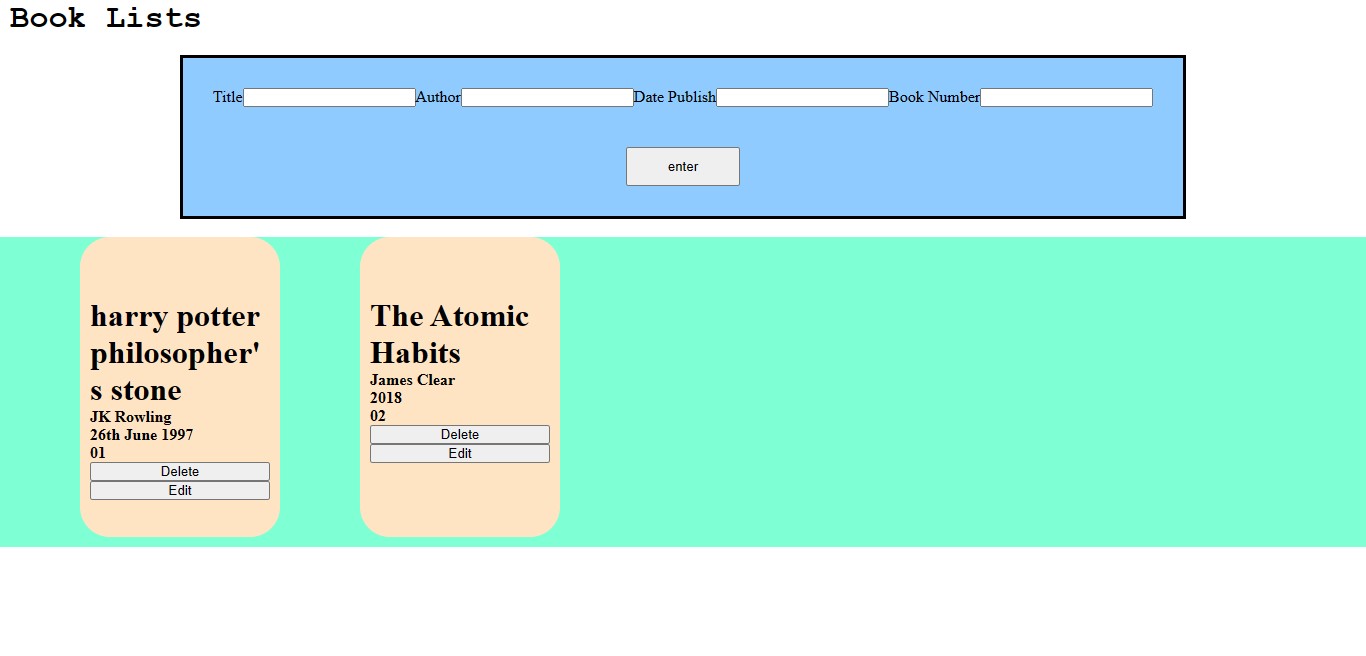 Book Lists
Title Author Date Publish Book Number
enter
harry potter
philosopher'
s stone
JK Rowling
26th June 1997
01
Delete
Edit
The Atomic
Habits
James Clear
2018
02
Delete
Edit